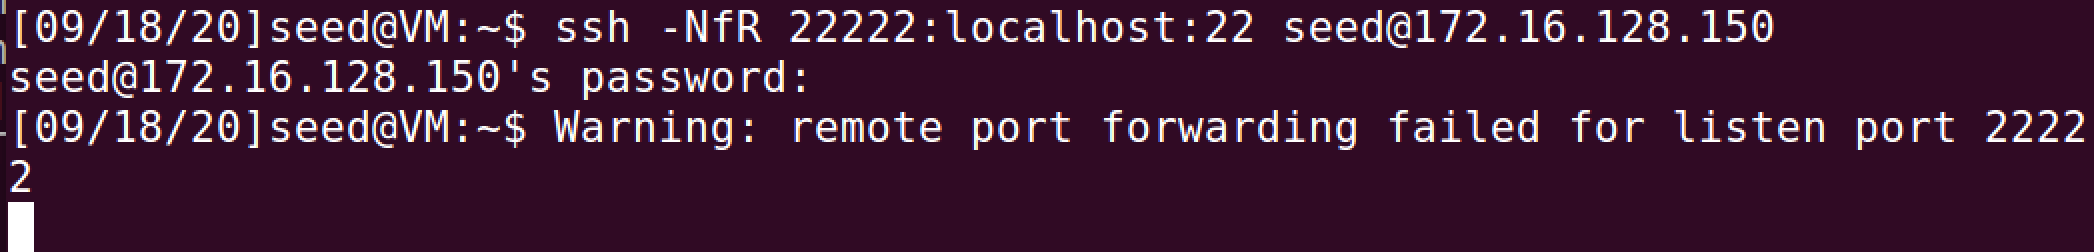 [09/18/20]seed@VM:~$ ssh -NfR 22222:localhost:22 seed@172.16.128.150
seed@172.16.128.150's password:
[09/18/20]seed@VM:~$ Warning: remote port forwarding failed for listen port 2222
2